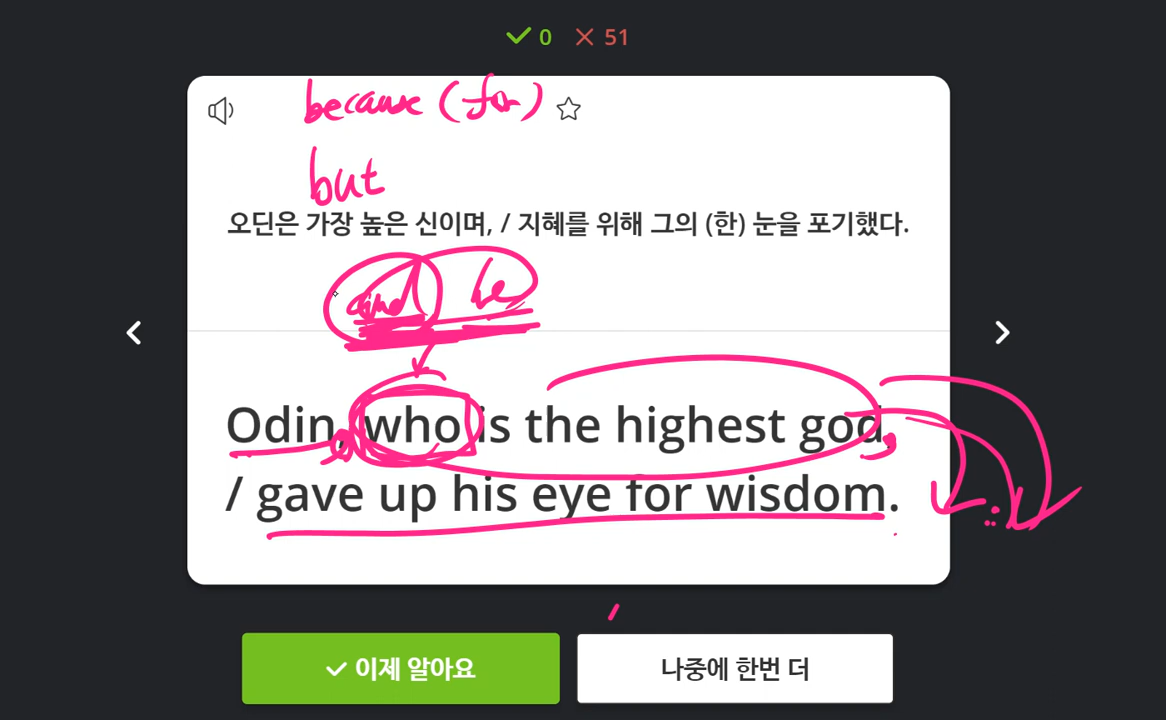 0 51
because (for)
but
오딘은 가장 높은 신이며, / 지혜를 위해 그의 (한) 눈을 포기했다.
and he
Odin, who is the highest god,
/ gave up his eye for wisdom.
이제 알아요
나중에 한번 더